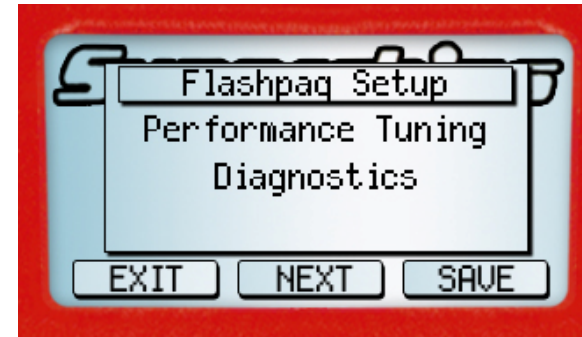 Flashpaq Setup
Performance Tuning
Diagnostics
EXIT NEXT SAVE